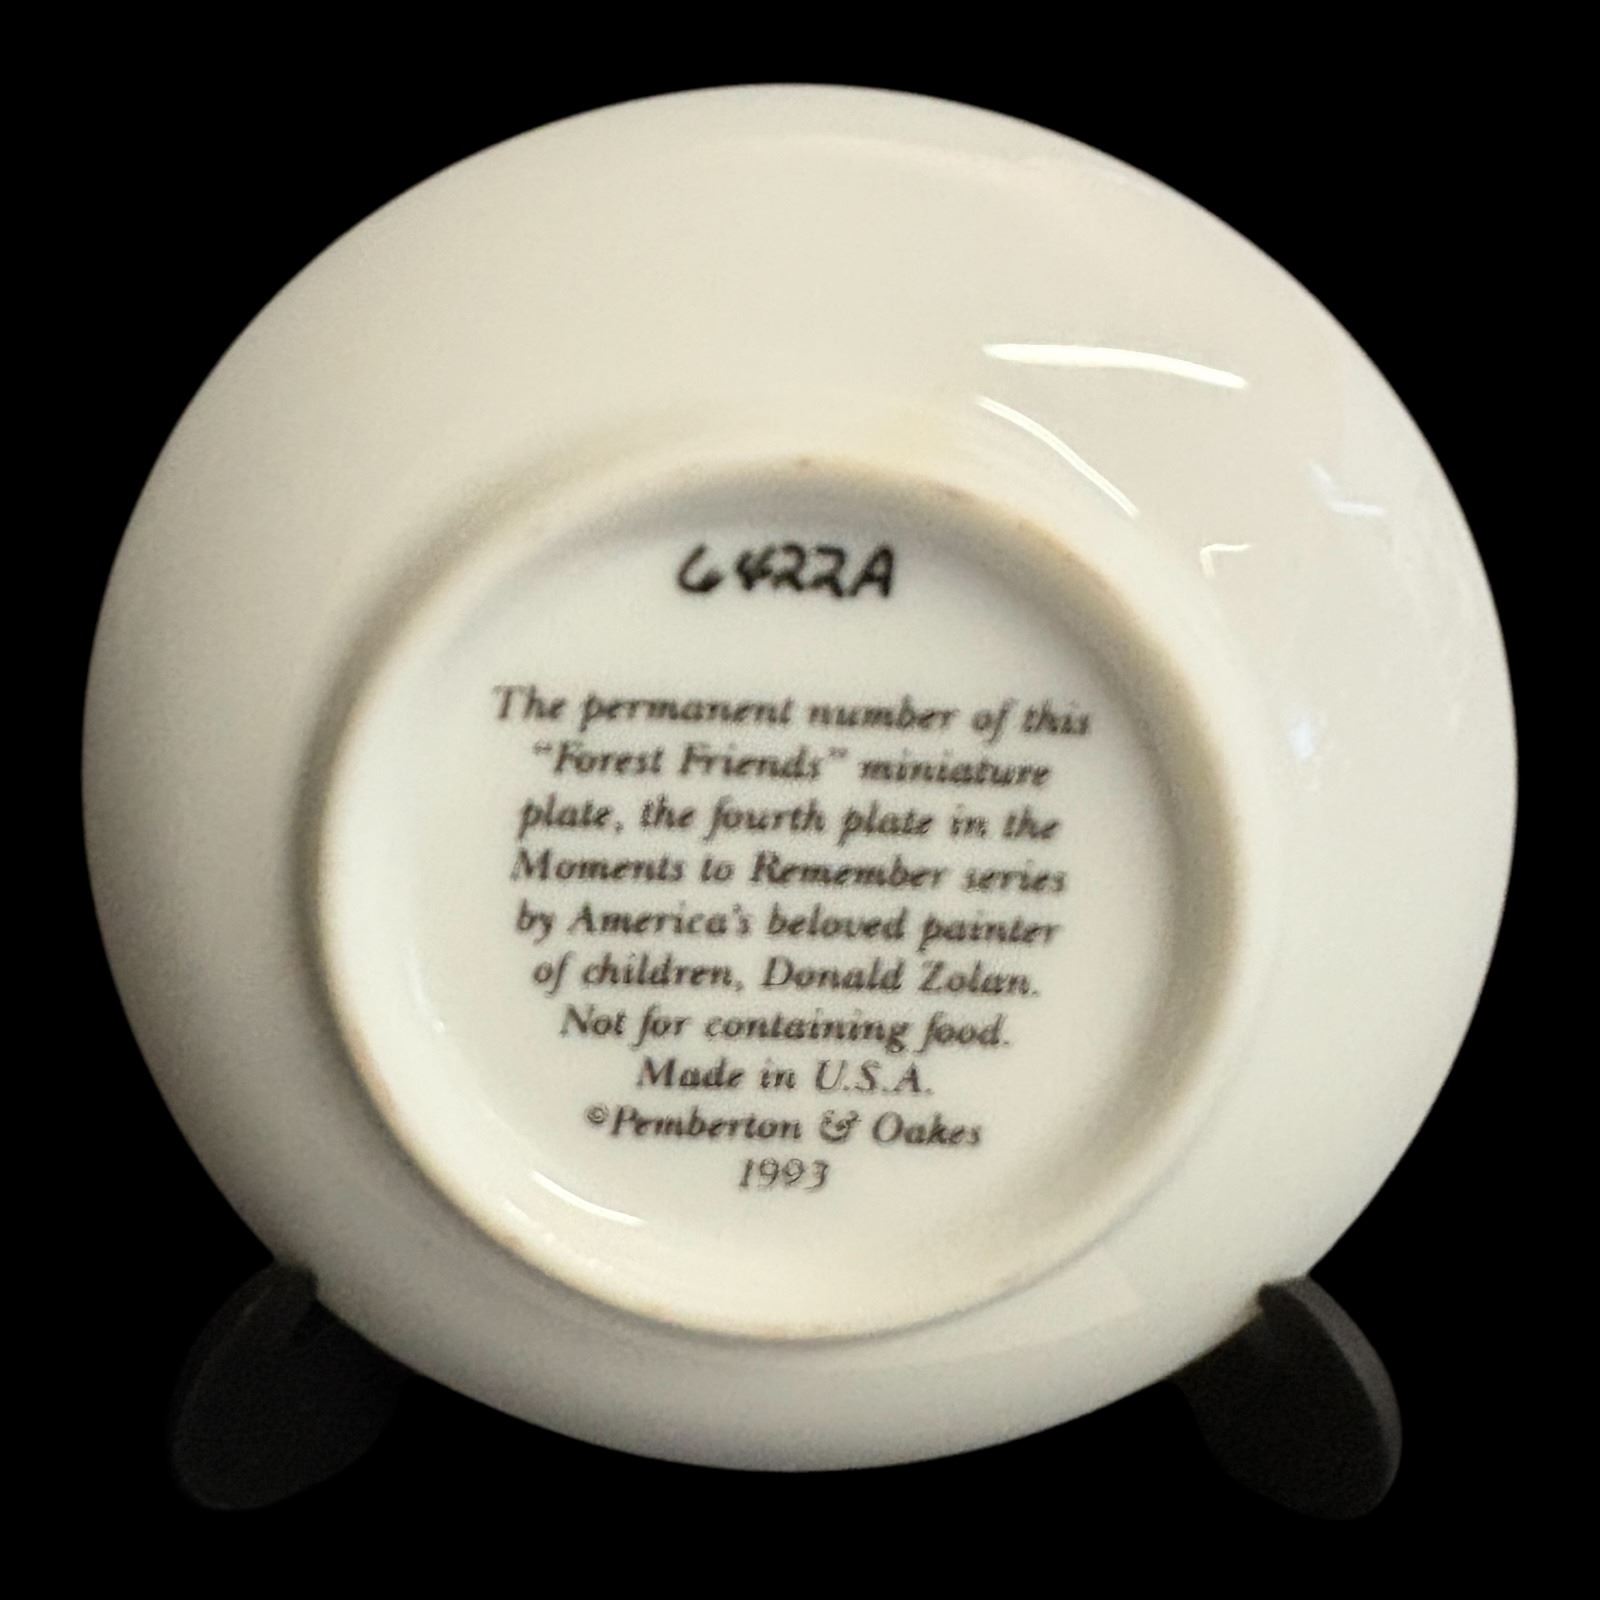 6422A
The permanent number of this
“Forest Friends” miniature
plate, the fourth plate in the
Moments to Remember series
by America's beloved painter
of children, Donald Zolan.
Not for containing food.
Made in U.S.A.
©Pemberton & Oakes
1993